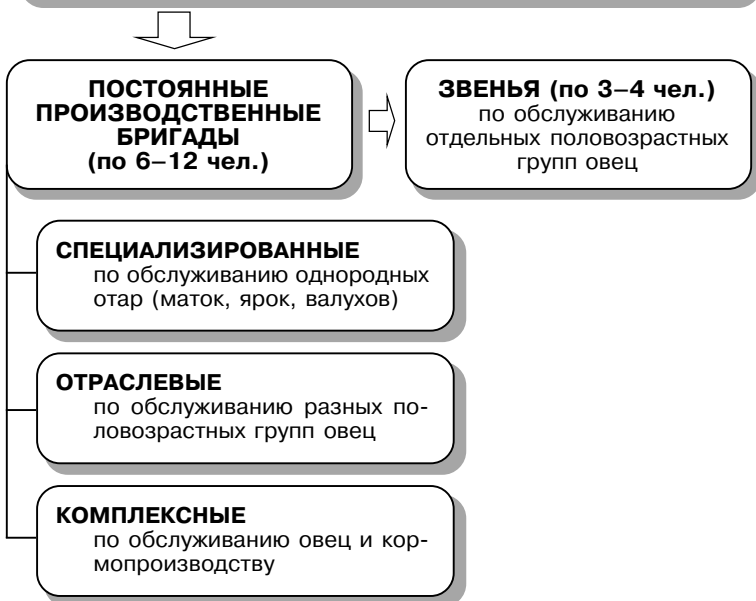 ПОСТОЯННЫЕ
ПРОИЗВОДСТВЕННЫЕ
БРИГАДЫ
(по 6–12 чел.)
ЗВЕНЬЯ (по 3–4 чел.)
по обслуживанию
отдельных половозрастных
групп овец
СПЕЦИАЛИЗИРОВАННЫЕ
по обслуживанию однородных
отар (маток, ярок, валухов)
ОТРАСЛЕВЫЕ
по обслуживанию разных по-
ловозрастных групп овец
КОМПЛЕКСНЫЕ
по обслуживанию овец и кор-
мопроизводству